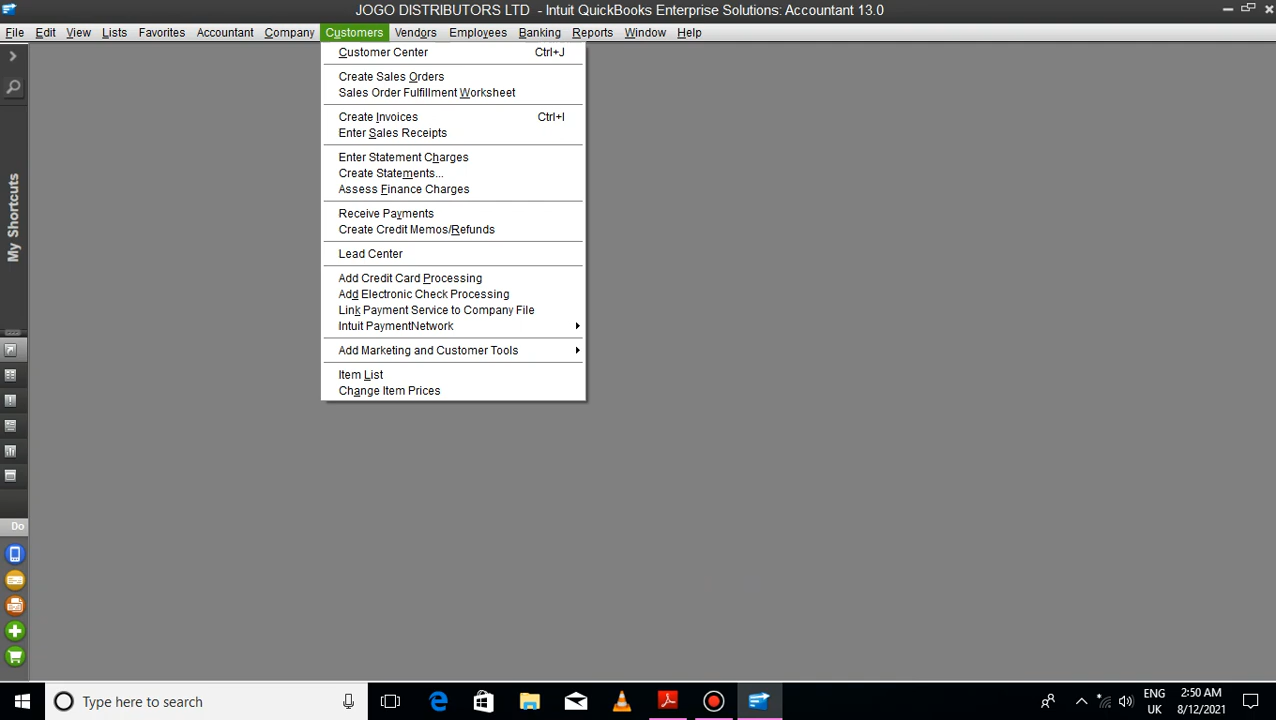 JOGO DISTRIBUTORS LTD - Intuit QuickBooks Enterprise Solutions: Accountant 13.0
File Edit View Lists Favorites Accountant Company Customers Vendors Employees Banking Reports Window Help
Customer Center Ctrl+J
Create Sales Orders
Sales Order Fulfillment Worksheet
Create Invoices Ctrl+I
Enter Sales Receipts
Enter Statement Charges
Create Statements...
Assess Finance Charges
Receive Payments
Create Credit Memos/Refunds
Lead Center
Add Credit Card Processing
Add Electronic Check Processing
Link Payment Service to Company File
Intuit PaymentNetwork
Add Marketing and Customer Tools
Item List
Change Item Prices
My Shortcuts
Do
Type here to search
ENG
UK
2:50 AM
8/12/2021